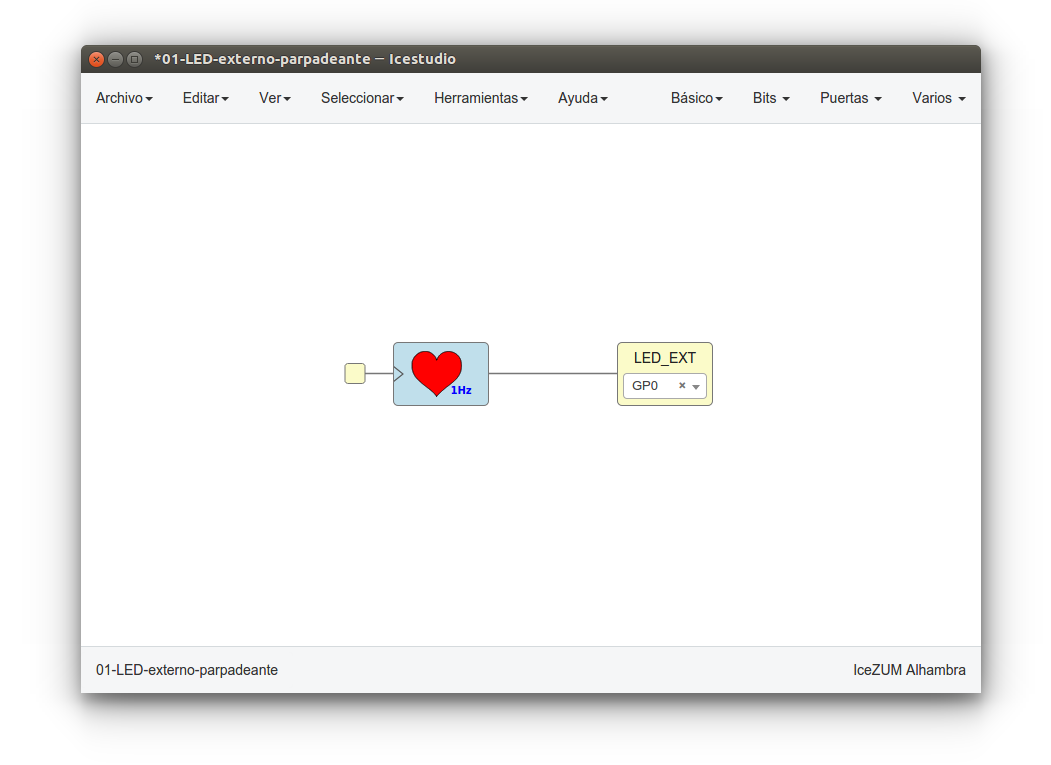 *01-LED-externo-parpadeante – Icestudio
Archivo Editar Ver Seleccionar Herramientas Ayuda Básico Bits Puertas Varios
1Hz
LED_EXT
GP0
01-LED-externo-parpadeante IceZUM Alhambra